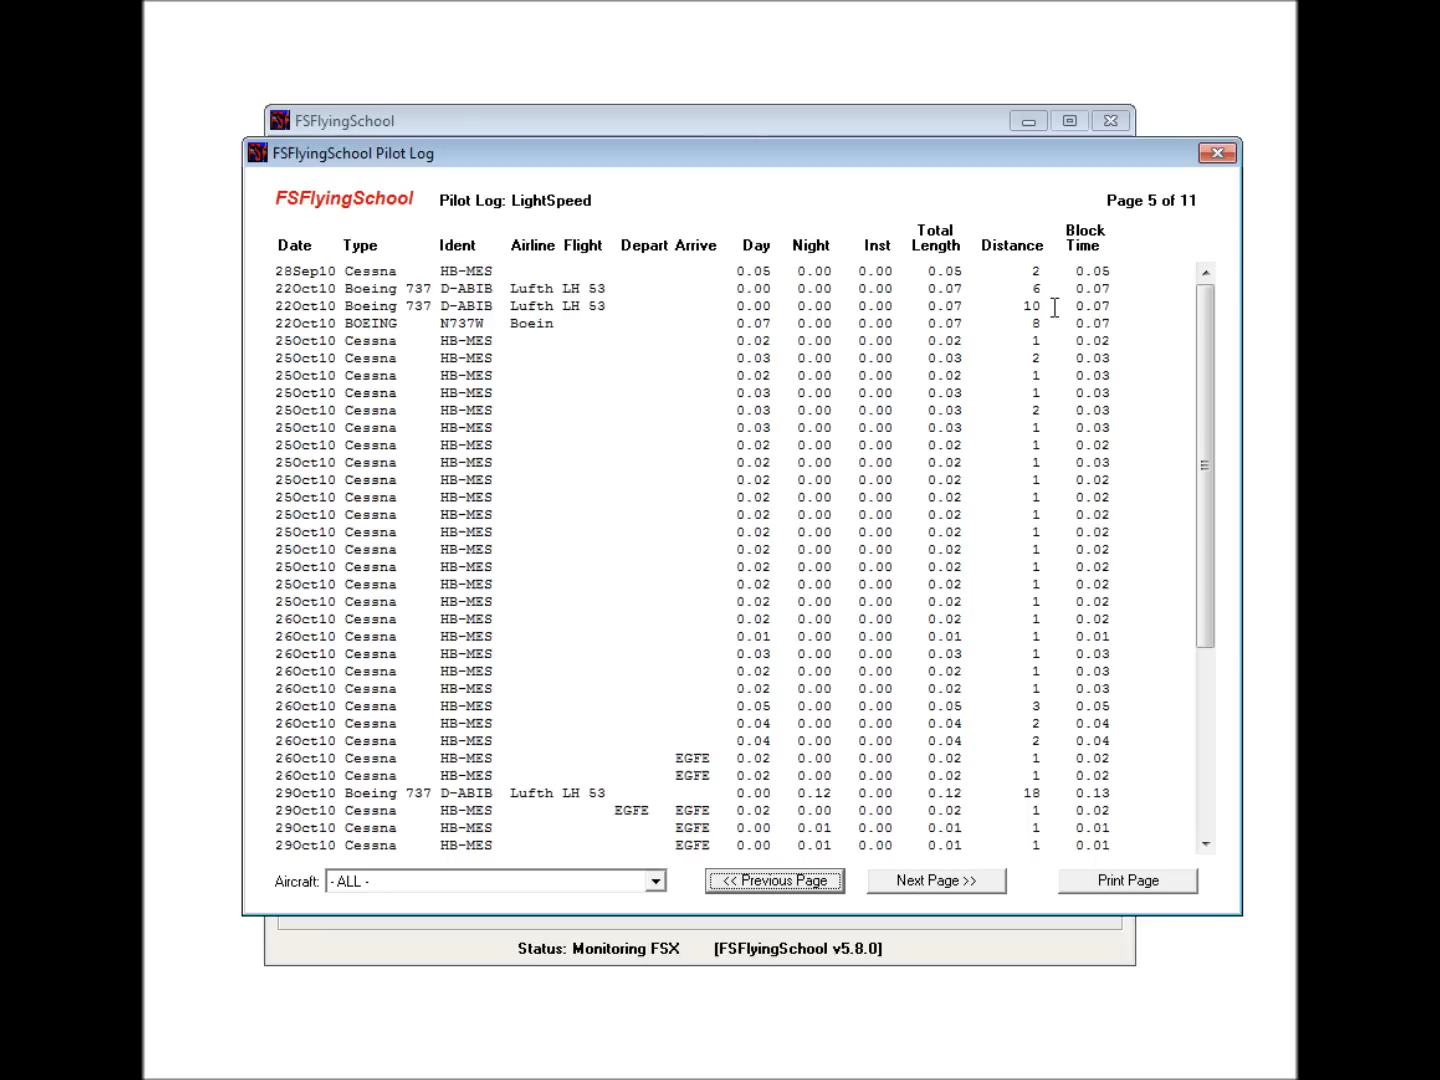 FSFlyingSchool
FSFlyingSchool Pilot Log
FSFlyingSchool Pilot Log: LightSpeed Page 5 of 11
Date Type Ident Airline Flight Depart Arrive Day Night Inst Total Length Distance Block Time
28Sep10 Cessna HB-MES 0.05 0.00 0.00 0.05 2 0.05
22Oct10 Boeing 737 D-ABIB Lufth LH 53 0.00 0.00 0.00 0.07 6 0.07
22Oct10 Boeing 737 D-ABIB Lufth LH 53 0.00 0.00 0.00 0.07 10 0.07
22Oct10 BOEING N737W Boein 0.07 0.00 0.00 0.07 8 0.07
25Oct10 Cessna HB-MES 0.02 0.00 0.00 0.02 1 0.02
25Oct10 Cessna HB-MES 0.03 0.00 0.00 0.03 2 0.03
25Oct10 Cessna HB-MES 0.02 0.00 0.00 0.02 1 0.03
25Oct10 Cessna HB-MES 0.03 0.00 0.00 0.03 1 0.03
25Oct10 Cessna HB-MES 0.03 0.00 0.00 0.03 2 0.03
25Oct10 Cessna HB-MES 0.03 0.00 0.00 0.03 1 0.03
25Oct10 Cessna HB-MES 0.02 0.00 0.00 0.02 1 0.02
25Oct10 Cessna HB-MES 0.02 0.00 0.00 0.02 1 0.03
25Oct10 Cessna HB-MES 0.02 0.00 0.00 0.02 1 0.02
25Oct10 Cessna HB-MES 0.02 0.00 0.00 0.02 1 0.02
25Oct10 Cessna HB-MES 0.02 0.00 0.00 0.02 1 0.02
25Oct10 Cessna HB-MES 0.02 0.00 0.00 0.02 1 0.02
25Oct10 Cessna HB-MES 0.02 0.00 0.00 0.02 1 0.02
25Oct10 Cessna HB-MES 0.02 0.00 0.00 0.02 1 0.02
25Oct10 Cessna HB-MES 0.02 0.00 0.00 0.02 1 0.02
25Oct10 Cessna HB-MES 0.02 0.00 0.00 0.02 1 0.02
26Oct10 Cessna HB-MES 0.02 0.00 0.00 0.02 1 0.02
26Oct10 Cessna HB-MES 0.01 0.00 0.00 0.01 1 0.01
26Oct10 Cessna HB-MES 0.03 0.00 0.00 0.03 1 0.03
26Oct10 Cessna HB-MES 0.02 0.00 0.00 0.02 1 0.03
26Oct10 Cessna HB-MES 0.02 0.00 0.00 0.02 1 0.03
26Oct10 Cessna HB-MES 0.05 0.00 0.00 0.05 3 0.05
26Oct10 Cessna HB-MES 0.04 0.00 0.00 0.04 2 0.04
26Oct10 Cessna HB-MES 0.04 0.00 0.00 0.04 2 0.04
26Oct10 Cessna HB-MES EGFE 0.02 0.00 0.00 0.02 1 0.02
26Oct10 Cessna HB-MES EGFE 0.02 0.00 0.00 0.02 1 0.02
29Oct10 Boeing 737 D-ABIB Lufth LH 53 0.00 0.12 0.00 0.12 18 0.13
29Oct10 Cessna HB-MES EGFE EGFE 0.02 0.00 0.00 0.02 1 0.02
29Oct10 Cessna HB-MES EGFE 0.00 0.01 0.00 0.01 1 0.01
29Oct10 Cessna HB-MES EGFE 0.00 0.01 0.00 0.01 1 0.01
Aircraft: - ALL - << Previous Page Next Page >> Print Page
Status: Monitoring FSX [FSFlyingSchool v5.8.0]